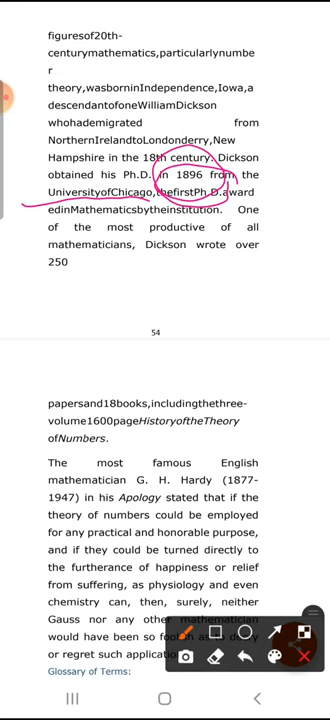 figuresof20th-
centurymathematics,particularlynumbe
r
theory,wasborninIndependence,Iowa,a
descendantofoneWilliamDickson
whohademigrated from
NorthernIrelandtoLondonderry,New
Hampshire in the 18th century. Dickson
obtained his Ph.D. in 1896 from the
UniversityofChicago,thefirstPh.D.award
edinMathematicsbytheinstitution. One
of the most productive of all
mathematicians, Dickson wrote over
250
54
papersand18books,includingthethree-
volume1600pageHistoryoftheTheory
ofNumbers.
The most famous English
mathematician G. H. Hardy (1877-
1947) in his Apology stated that if the
theory of numbers could be employed
for any practical and honorable purpose,
and if they could be turned directly to
the furtherance of happiness or relief
from suffering, as physiology and even
chemistry can, then, surely, neither
Gauss nor any other mathematician
would have been so foolish as to decry
or regret such
Glossary of Terms: